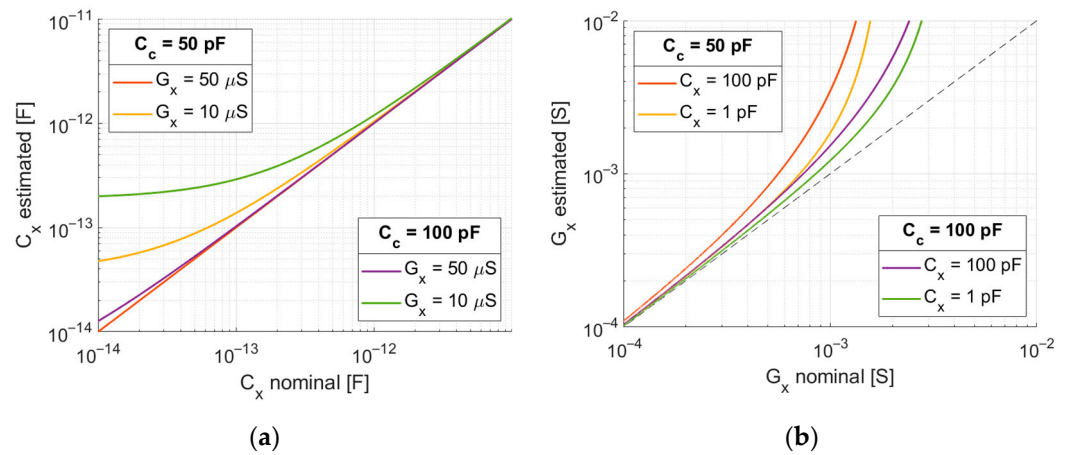 10⁻¹¹
C_c = 50 pF
G_x = 50 μS
G_x = 10 μS
10⁻¹²
C_x estimated [F]
10⁻¹³
C_c = 100 pF
G_x = 50 μS
G_x = 10 μS
10⁻¹⁴
10⁻¹⁴ 10⁻¹³ 10⁻¹²
C_x nominal [F]
(a)
10⁻²
C_c = 50 pF
C_x = 100 pF
C_x = 1 pF
G_x estimated [S]
10⁻³
C_c = 100 pF
C_x = 100 pF
C_x = 1 pF
10⁻⁴
10⁻⁴ 10⁻³ 10⁻²
G_x nominal [S]
(b)